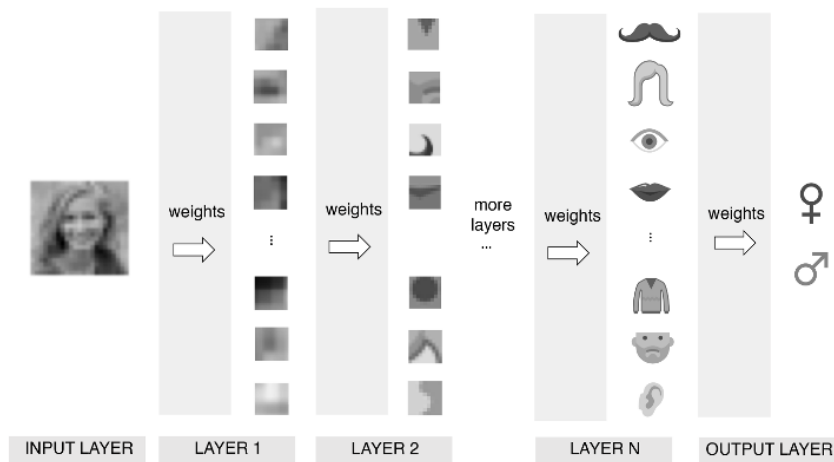 weights
weights
more
layers
...
weights
weights
INPUT LAYER
LAYER 1
LAYER 2
LAYER N
OUTPUT LAYER